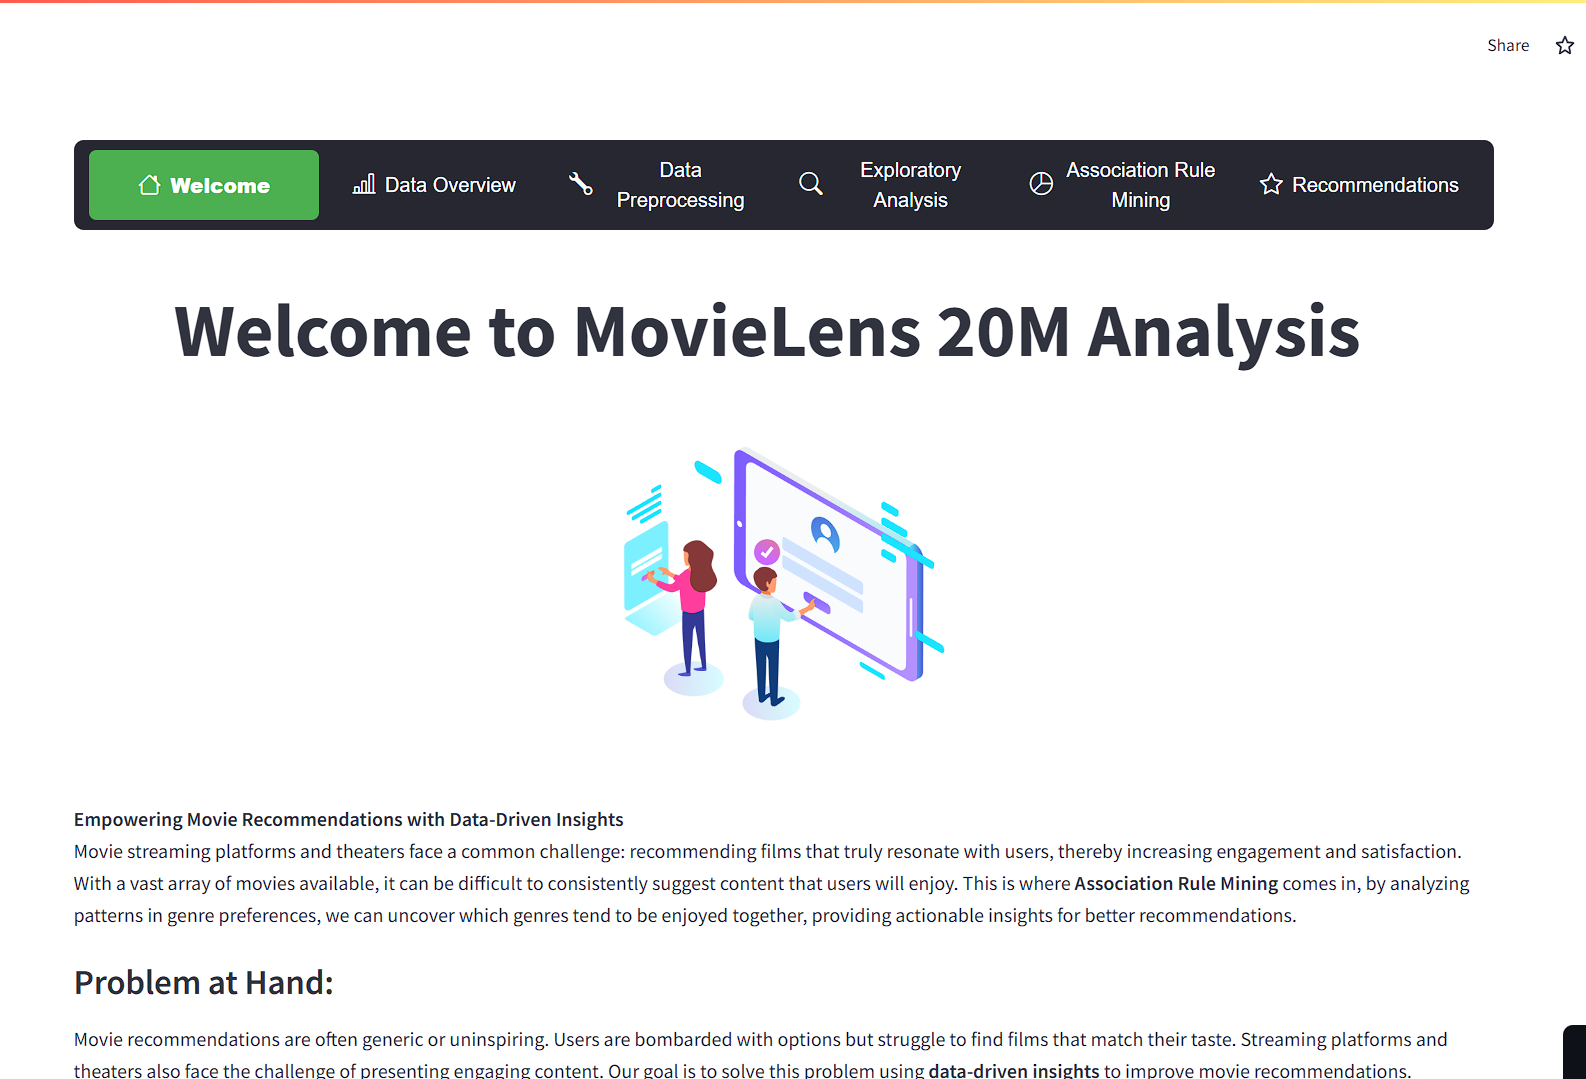 Share
Welcome
Data Overview
Data
Preprocessing
Exploratory
Analysis
Association Rule
Mining
Recommendations
Welcome to MovieLens 20M Analysis
Empowering Movie Recommendations with Data-Driven Insights
Movie streaming platforms and theaters face a common challenge: recommending films that truly resonate with users, thereby increasing engagement and satisfaction.
With a vast array of movies available, it can be difficult to consistently suggest content that users will enjoy. This is where Association Rule Mining comes in, by analyzing
patterns in genre preferences, we can uncover which genres tend to be enjoyed together, providing actionable insights for better recommendations.
Problem at Hand:
Movie recommendations are often generic or uninspiring. Users are bombarded with options but struggle to find films that match their taste. Streaming platforms and
theaters also face the challenge of presenting engaging content. Our goal is to solve this problem using data-driven insights to improve movie recommendations.